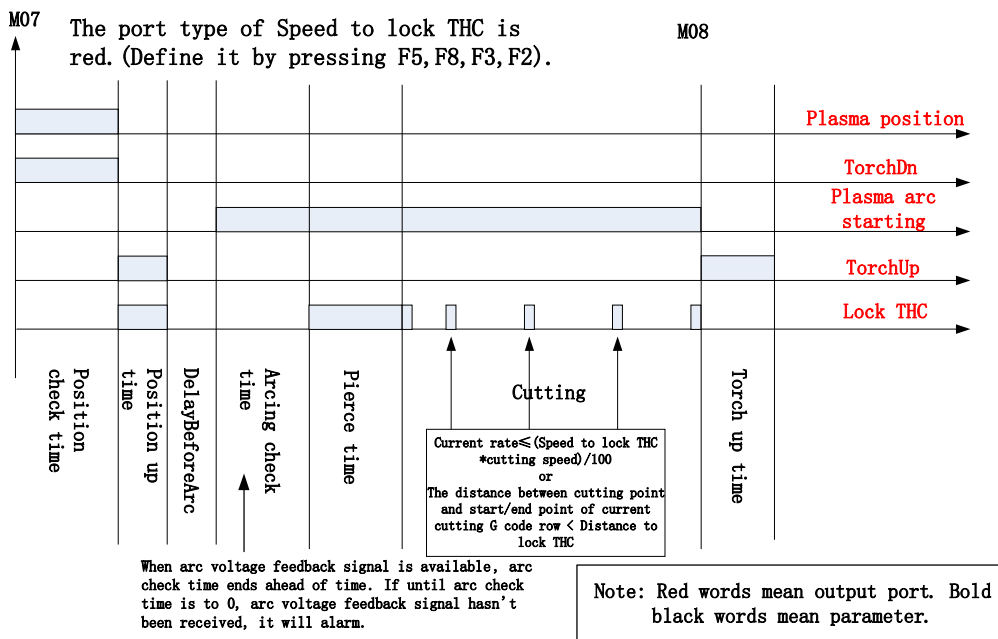 M07
The port type of Speed to lock THC is
red.(Define it by pressing F5,F8,F3,F2).
M08
Plasma position
TorchDn
Plasma arc
starting
TorchUp
Lock THC
Position
check time
Position up
time
DelayBeforeArc
Arcing check
time
Pierce time
Cutting
Torch up time
Current rate≤(Speed to lock THC
*cutting speed)/100
or
The distance between cutting point
and start/end point of current
cutting G code row < Distance to
lock THC
When arc voltage feedback signal is available, arc
check time ends ahead of time. If until arc check
time is to 0, arc voltage feedback signal hasn't
been received, it will alarm.
Note: Red words mean output port. Bold
black words mean parameter.